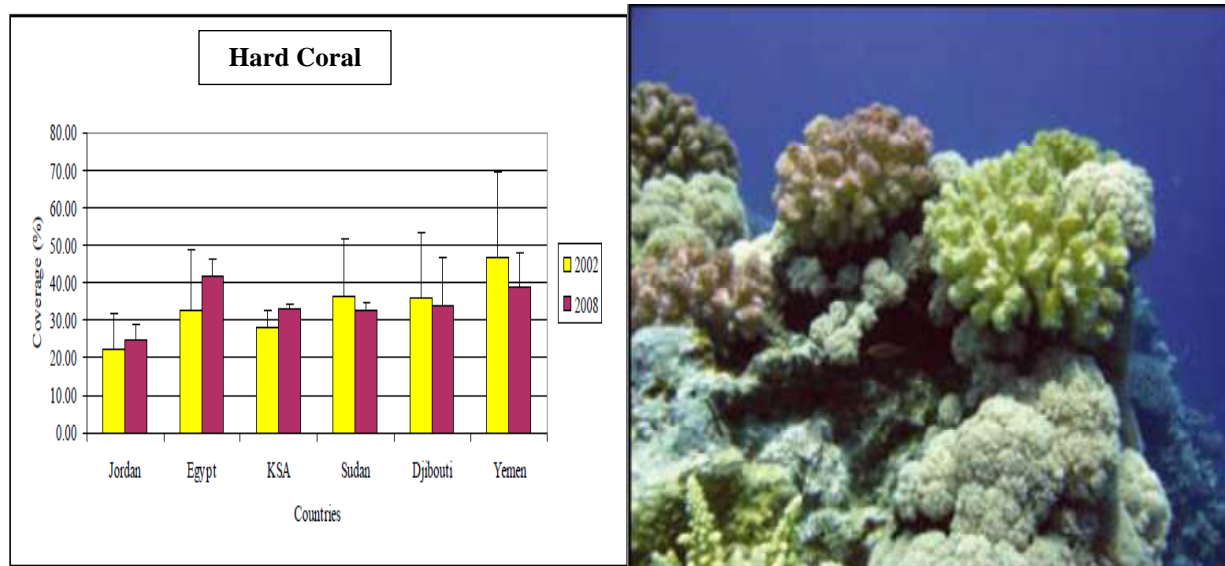 Hard Coral
Coverage (%)
80.00
70.00
60.00
50.00
40.00
30.00
20.00
10.00
0.00
Jordan Egypt KSA Sudan Djibouti Yemen
Countries
2002
2008